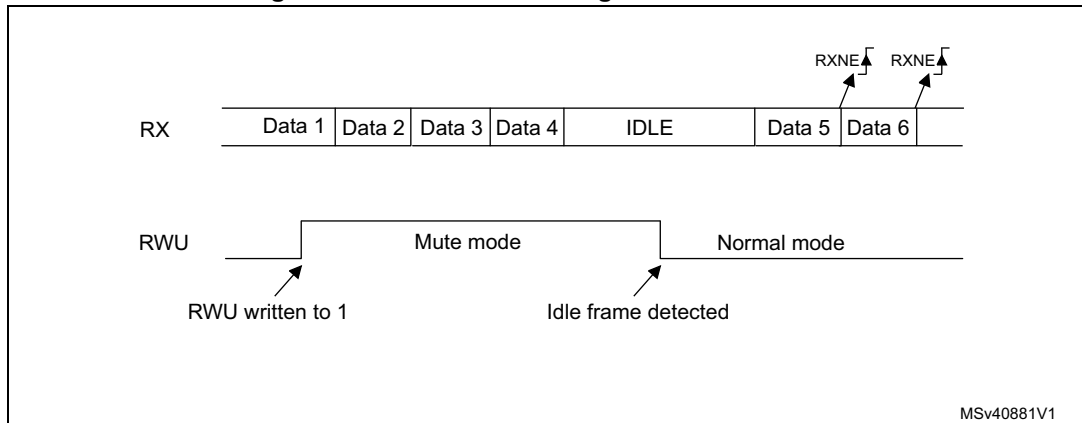 RXNE RXNE
RX Data 1 Data 2 Data 3 Data 4 IDLE Data 5 Data 6
RWU Mute mode Normal mode
RWU written to 1 Idle frame detected
MSv40881V1